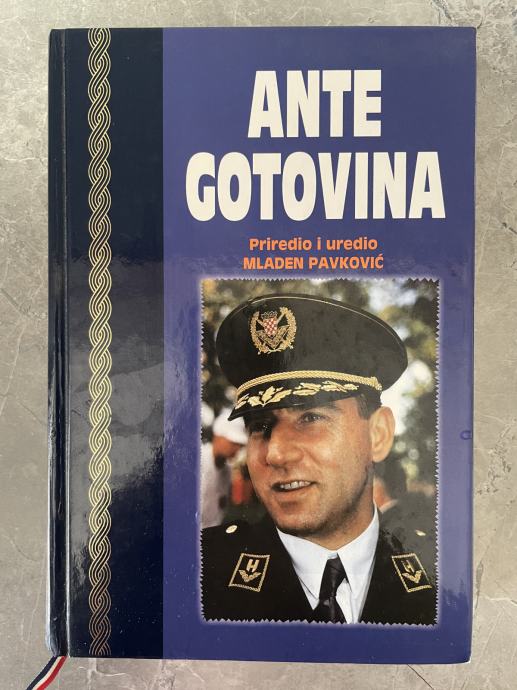 ANTE
GOTOVINA
Priredio i uredio
MLADEN PAVKOVIĆ
H
H